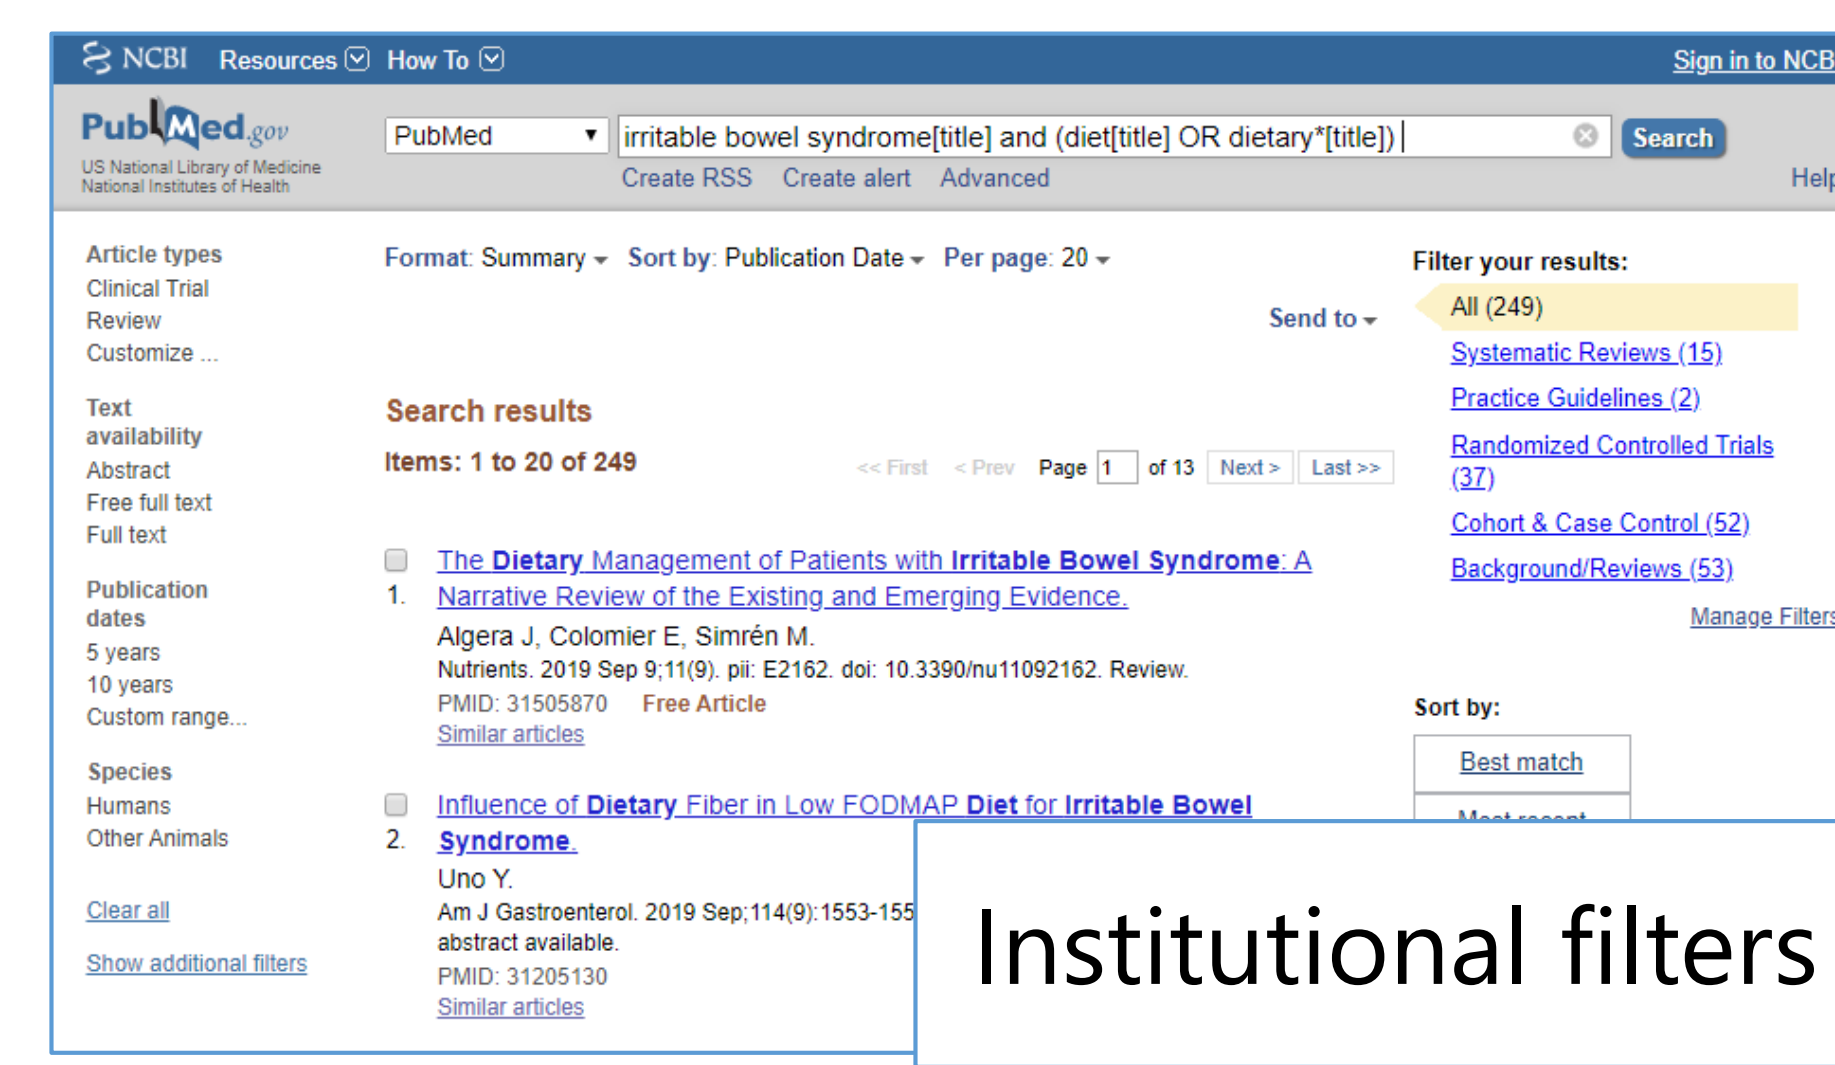 NCBI Resources How To Sign in to NCB
PubMed.gov
US National Library of Medicine
National Institutes of Health
PubMed
irritable bowel syndrome[title] and (diet[title] OR dietary*[title])
Search
Create RSS Create alert Advanced
Help
Article types
Clinical Trial
Review
Customize ...
Text
availability
Abstract
Free full text
Full text
Publication
dates
5 years
10 years
Custom range...
Species
Humans
Other Animals
Clear all
Show additional filters
Format: Summary Sort by: Publication Date Per page: 20
Send to
Search results
Items: 1 to 20 of 249
<< First < Prev Page 1 of 13 Next > Last >>
The Dietary Management of Patients with Irritable Bowel Syndrome: A
1. Narrative Review of the Existing and Emerging Evidence.
Algera J, Colomier E, Simrén M.
Nutrients. 2019 Sep 9;11(9). pii: E2162. doi: 10.3390/nu11092162. Review.
PMID: 31505870 Free Article
Similar articles
Influence of Dietary Fiber in Low FODMAP Diet for Irritable Bowel
2. Syndrome.
Uno Y.
Am J Gastroenterol. 2019 Sep;114(9):1553-155
abstract available.
PMID: 31205130
Similar articles
Filter your results:
All (249)
Systematic Reviews (15)
Practice Guidelines (2)
Randomized Controlled Trials
(37)
Cohort & Case Control (52)
Background/Reviews (53)
Manage Filters
Sort by:
Best match
Most recent
Institutional filters